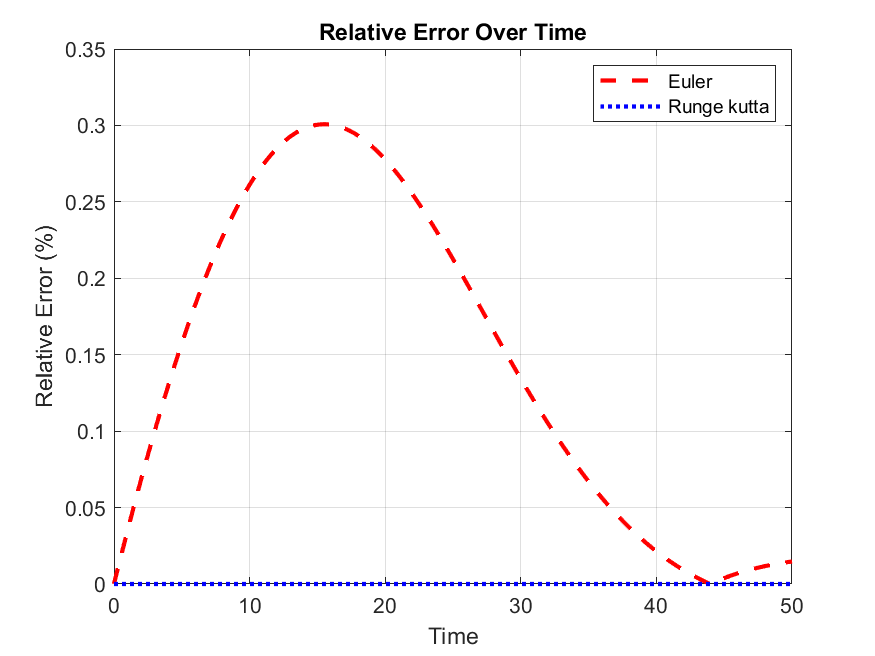 Relative Error Over Time
0.35
0.3
0.25
0.2
0.15
0.1
0.05
0
Relative Error (%)
Euler
Runge kutta
0 10 20 30 40 50
Time